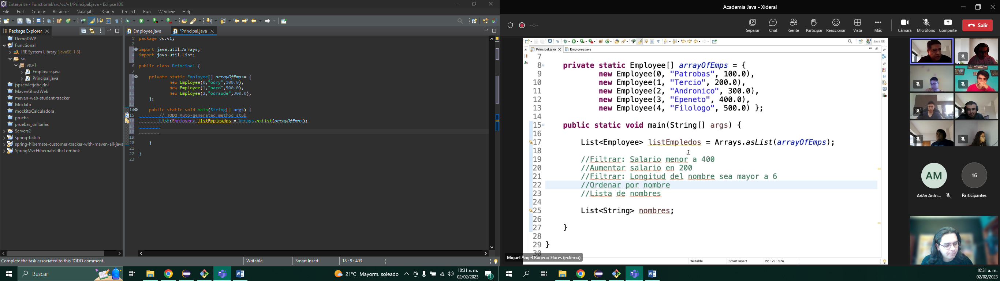 Enterprise - Functional/src/vs/v1/Principal.java - Eclipse IDE
File Edit Source Refactor Navigate Search Project Run Window Help
Package Explorer
DemoDWP
Functional
JRE System Library [JavaSE-1.8]
src
vs.v1
Employee.java
Principal.java
jspservletjdbcjdni
MavenGhostWeb
maven-web-student-tracker
Mockito
mockitoCalculadora
prueba
pruebas_unitarias
Servers2
spring-batch
spring-hibernate-customer-tracker-with-maven-all-java
SpringMvcHibernateJdbcLombok
Employee.java *Principal.java
1 package vs.v1;
2
3 import java.util.Arrays;
4 import java.util.List;
5
6 public class Principal {
7
8 private static Employee[] arrayOfEmps= {
9 new Employee(0,"odry",100.0),
10 new Employee(1,"paco",500.0),
11 new Employee(2,"odraude",300.0),
12 };
13
14 public static void main(String[] args) {
15 // TODO Auto-generated method stub
16 List<Employee> listEmpleados = Arrays.asList(arrayOfEmps);
17
18
19
20 }
21
22 }
23
Complete the task associated to this TODO comment.
Writable
Smart Insert
18 : 9 : 403
Buscar
21°C Mayorm. soleado
10:31 a. m.
02/02/2023
1
Academia Java - Xideral
--:--
Separar Chat Gente Participar Reaccionar Vista Más Cámara Micrófono Comparte Salir
Java EE
Principal.java Employee.java
7
8 private static Employee[] arrayOfEmps = {
9 new Employee(0, "Patrobas", 100.0),
10 new Employee(1, "Tercio", 200.0),
11 new Employee(2, "Andronico", 300.0),
12 new Employee(3, "Epeneto", 400.0),
13 new Employee(4, "Filologo", 500.0) };
14
15 public static void main(String[] args) {
16
17 List<Employee> listEmpledos = Arrays.asList(arrayOfEmps);
18
19 //Filtrar: Salario menor a 400
20 //Aumentar salario en 200
21 //Filtrar: Longitud del nombre sea mayor a 6
22 //Ordenar por nombre
23 //Lista de nombres
24
25 List<String> nombres;
26
27 }
28
29 }
30
Miguel Ángel Rugerio Flores (externo)
Writable
Smart Insert
22 : 29 : 574
AM
Adán Anto...
16
Participantes
10:31 a. m.
02/02/2023